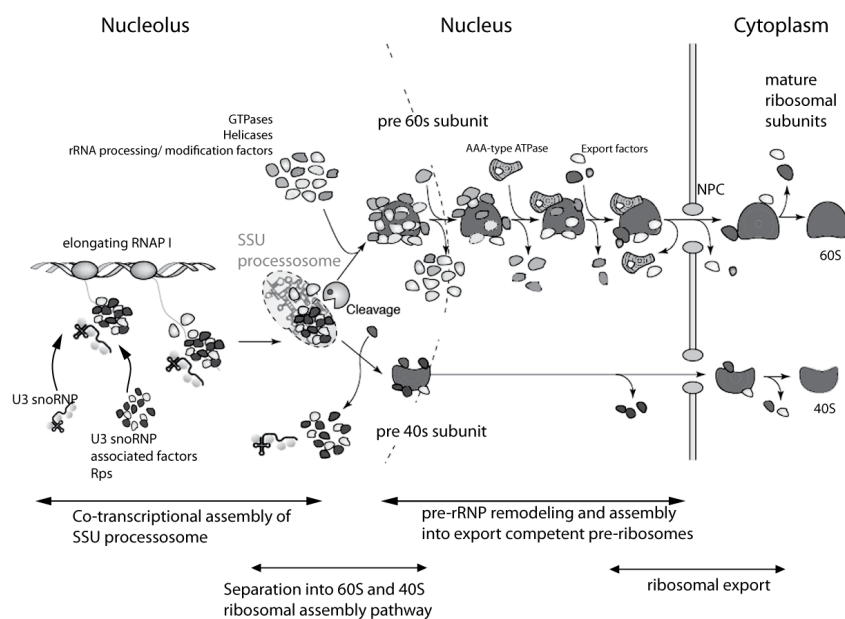 Nucleolus
Nucleus
Cytoplasm
mature
ribosomal
subunits
GTPases
Helicases
rRNA processing/ modification factors
pre 60s subunit
AAA-type ATPase
Export factors
NPC
elongating RNAP I
SSU
processosome
60S
Cleavage
U3 snoRNP
U3 snoRNP
associated factors
Rps
pre 40s subunit
40S
Co-transcriptional assembly of
SSU processosome
pre-rRNP remodeling and assembly
into export competent pre-ribosomes
Separation into 60S and 40S
ribosomal assembly pathway
ribosomal export